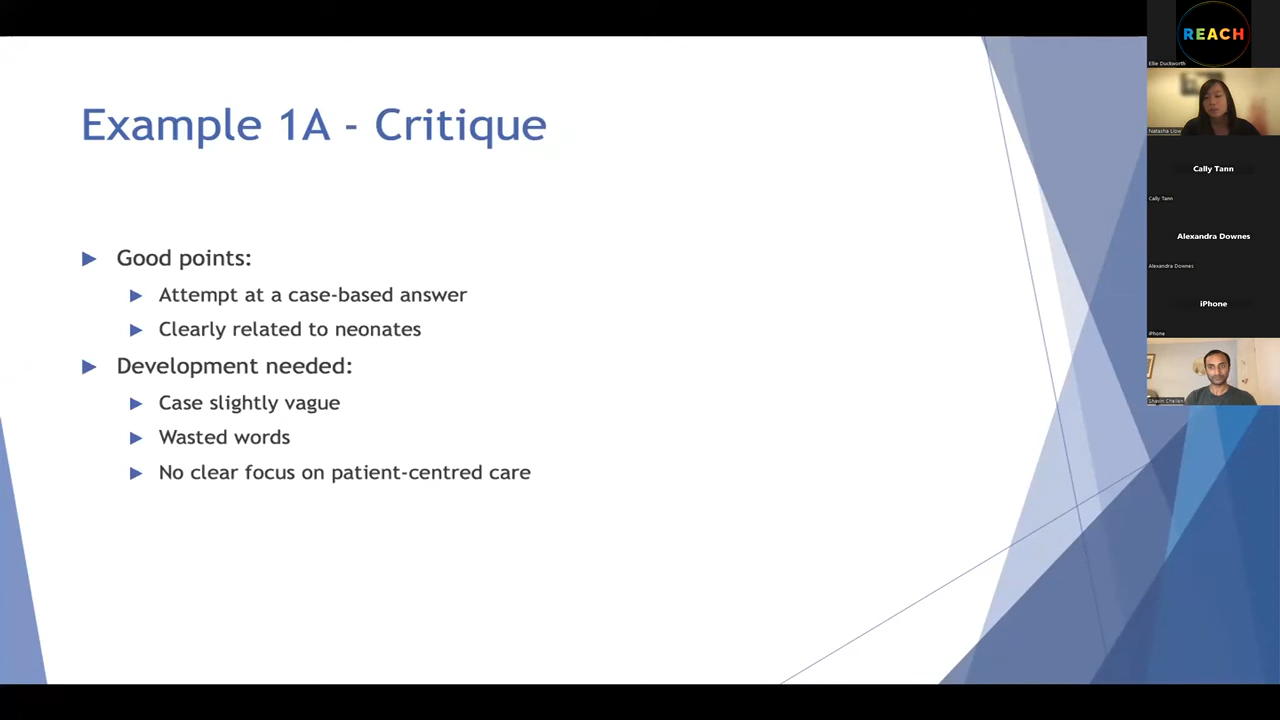 Example 1A - Critique
Good points:
Attempt at a case-based answer
Clearly related to neonates
Development needed:
Case slightly vague
Wasted words
No clear focus on patient-centred care
REACH
Ellie Duckworth
Natasha Liow
Cally Tann
Cally Tann
Alexandra Downes
Alexandra Downes
iPhone
iPhone